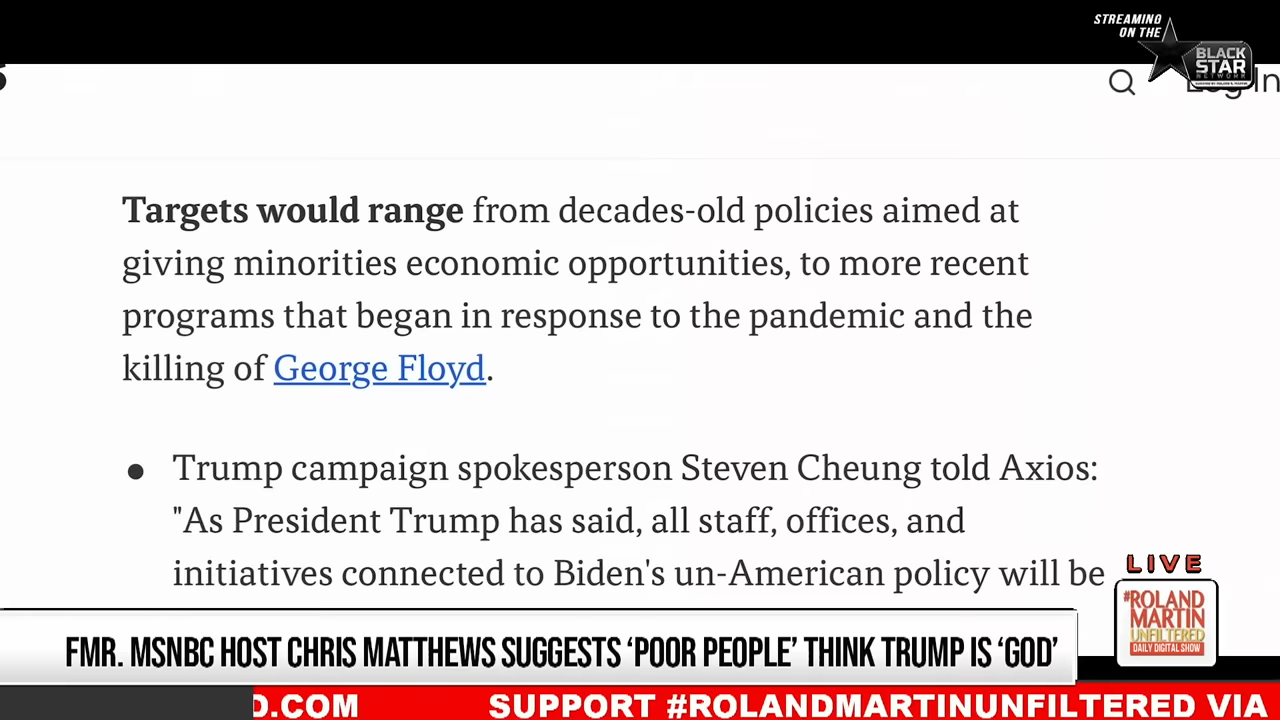 STREAMING
ON THE
BLACK
STAR
NETWORK
Log In
Targets would range from decades-old policies aimed at
giving minorities economic opportunities, to more recent
programs that began in response to the pandemic and the
killing of George Floyd.
• Trump campaign spokesperson Steven Cheung told Axios:
"As President Trump has said, all staff, offices, and
initiatives connected to Biden's un-American policy will be
LIVE
#ROLAND
MARTIN
UNFILTERED
DAILY DIGITAL SHOW
FMR. MSNBC HOST CHRIS MATTHEWS SUGGESTS ‘POOR PEOPLE’ THINK TRUMP IS ‘GOD’
D.COM SUPPORT #ROLANDMARTINUNFILTERED VIA